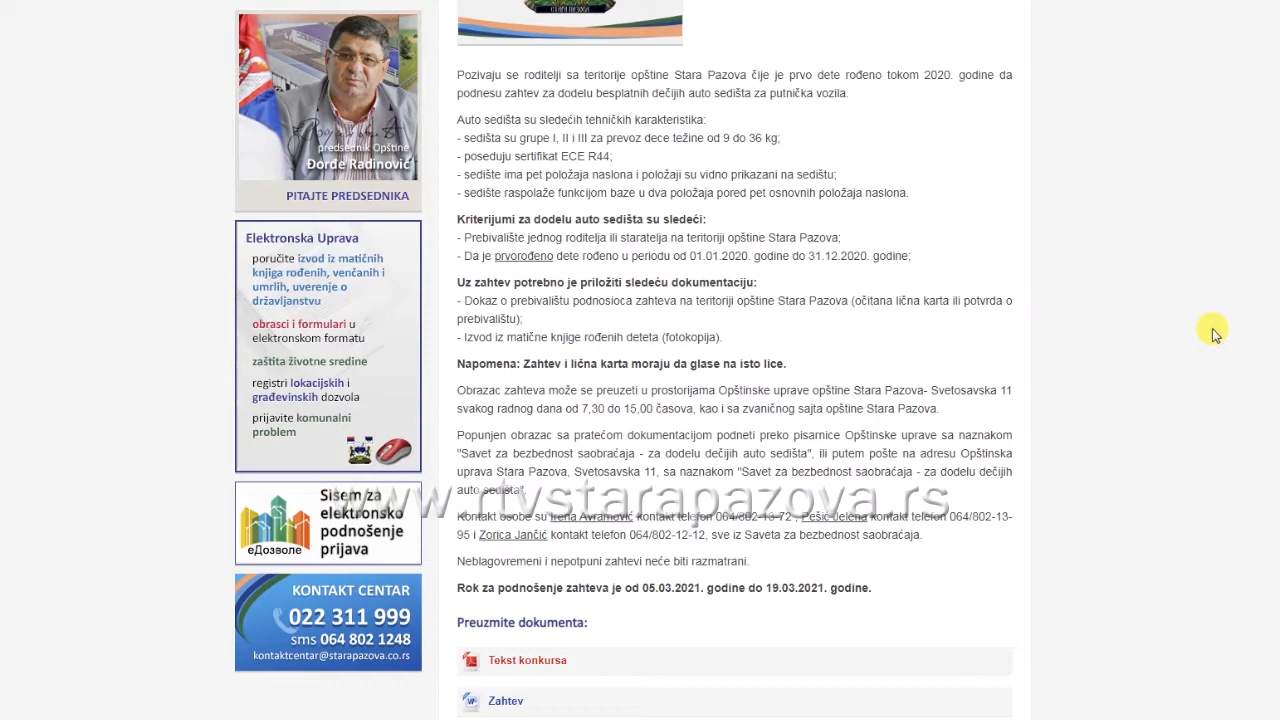 СТАРА ПАЗОВА
predsednik Opštine
Đorđe Radinović
PITAJTE PREDSEDNIKA
Elektronska Uprava
poručite izvod iz matičnih
knjiga rođenih, venčanih i
umrlih, uverenje o
državljanstvu
obrasci i formulari u
elektronskom formatu
zaštita životne sredine
registri lokacijskih i
građevinskih dozvola
prijavite komunalni
problem
еДозволе
Sisem za
elektronsko
podnošenje
prijava
KONTAKT CENTAR
022 311 999
sms 064 802 1248
kontaktcentar@starapazova.co.rs
Pozivaju se roditelji sa teritorije opštine Stara Pazova čije je prvo dete rođeno tokom 2020. godine da
podnesu zahtev za dodelu besplatnih dečijih auto sedišta za putnička vozila.
Auto sedišta su sledećih tehničkih karakteristika:
- sedišta su grupe I, II i III za prevoz dece težine od 9 do 36 kg;
- poseduju sertifikat ECE R44;
- sedište ima pet položaja naslona i položaji su vidno prikazani na sedištu;
- sedište raspolaže funkcijom baze u dva položaja pored pet osnovnih položaja naslona.
Kriterijumi za dodelu auto sedišta su sledeći:
- Prebivalište jednog roditelja ili staratelja na teritoriji opštine Stara Pazova;
- Da je prvorođeno dete rođeno u periodu od 01.01.2020. godine do 31.12.2020. godine;
Uz zahtev potrebno je priložiti sledeću dokumentaciju:
- Dokaz o prebivalištu podnosioca zahteva na teritoriji opštine Stara Pazova (očitana lična karta ili potvrda o
prebivalištu);
- Izvod iz matične knjige rođenih deteta (fotokopija).
Napomena: Zahtev i lična karta moraju da glase na isto lice.
Obrazac zahteva može se preuzeti u prostorijama Opštinske uprave opštine Stara Pazova- Svetosavska 11
svakog radnog dana od 7,30 do 15,00 časova, kao i sa zvaničnog sajta opštine Stara Pazova.
Popunjen obrazac sa pratećom dokumentacijom podneti preko pisarnice Opštinske uprave sa naznakom
"Savet za bezbednost saobraćaja - za dodelu dečijih auto sedišta", ili putem pošte na adresu Opštinska
uprava Stara Pazova, Svetosavska 11, sa naznakom "Savet za bezbednost saobraćaja - za dodelu dečijih
auto sedišta".
www.rtvstarapazova.rs
Kontakt osobe su Irena Avramović kontakt telefon 064/802-13-72 , Pešić Jelena kontakt telefon 064/802-13-
95 i Zorica Jančić kontakt telefon 064/802-12-12, sve iz Saveta za bezbednost saobraćaja.
Neblagovremeni i nepotpuni zahtevi neće biti razmatrani.
Rok za podnošenje zahteva je od 05.03.2021. godine do 19.03.2021. godine.
Preuzmite dokumenta:
Tekst konkursa
Zahtev